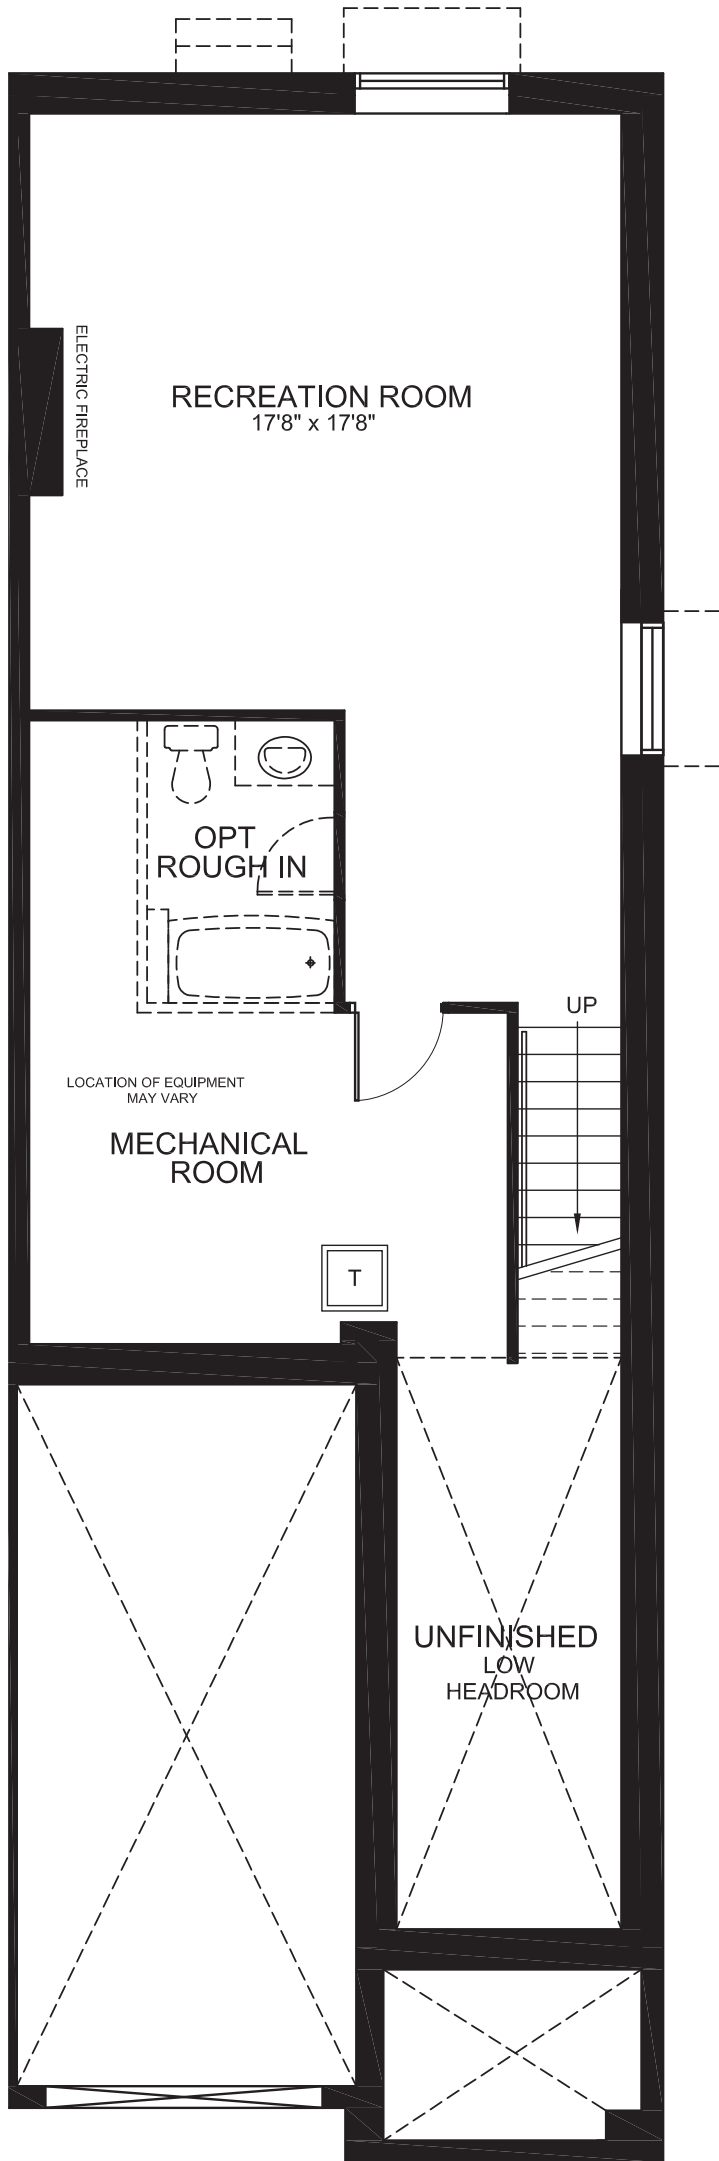 ELECTRIC FIREPLACE
RECREATION ROOM
17'8" x 17'8"
OPT
ROUGH IN
UP
LOCATION OF EQUIPMENT
MAY VARY
MECHANICAL
ROOM
T
UNFINISHED
LOW
HEADROOM